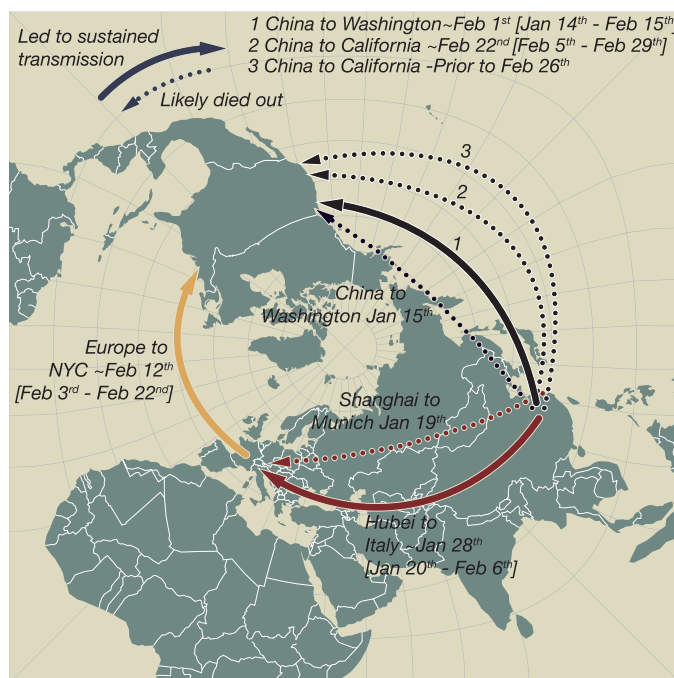 Led to sustained
transmission
Likely died out
1 China to Washington~Feb 1st [Jan 14th - Feb 15th]
2 China to California ~Feb 22nd [Feb 5th - Feb 29th]
3 China to California -Prior to Feb 26th
3
2
1
China to
Washington Jan 15th
Europe to
NYC ~Feb 12th
[Feb 3rd - Feb 22nd]
Shanghai to
Munich Jan 19th
Hubei to
Italy ~Jan 28th
[Jan 20th - Feb 6th]